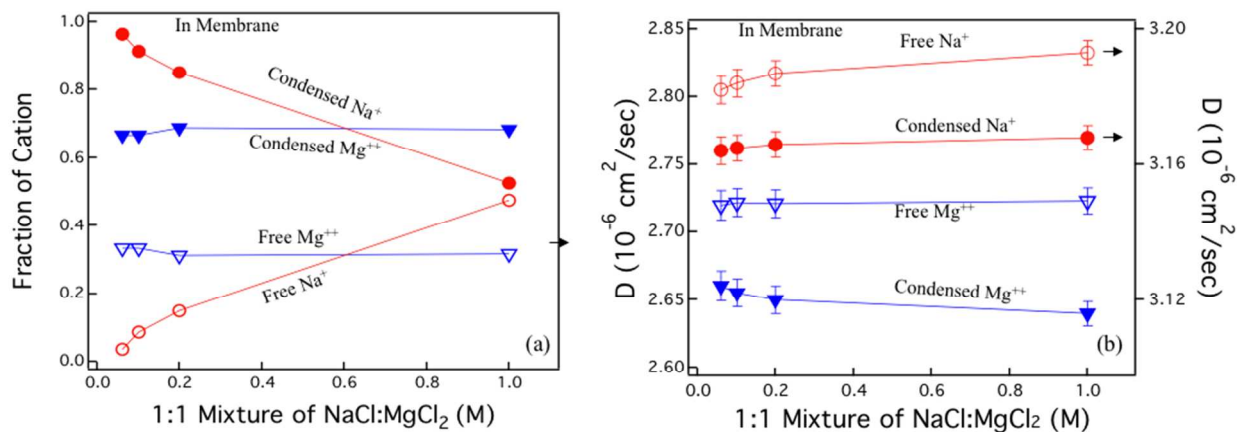 In Membrane
Fraction of Cation
1.0
0.8
0.6
0.4
0.2
0.0
Condensed Na⁺
Condensed Mg⁺⁺
Free Mg⁺⁺
Free Na⁺
(a)
0.0 0.2 0.4 0.6 0.8 1.0
1:1 Mixture of NaCl:MgCl₂ (M)
In Membrane
D (10⁻⁶ cm²/sec)
2.85
2.80
2.75
2.70
2.65
2.60
Free Na⁺
Condensed Na⁺
Free Mg⁺⁺
Condensed Mg⁺⁺
(b)
3.20
3.16
3.12
D (10⁻⁶ cm²/sec)
0.0 0.2 0.4 0.6 0.8 1.0
1:1 Mixture of NaCl:MgCl₂ (M)